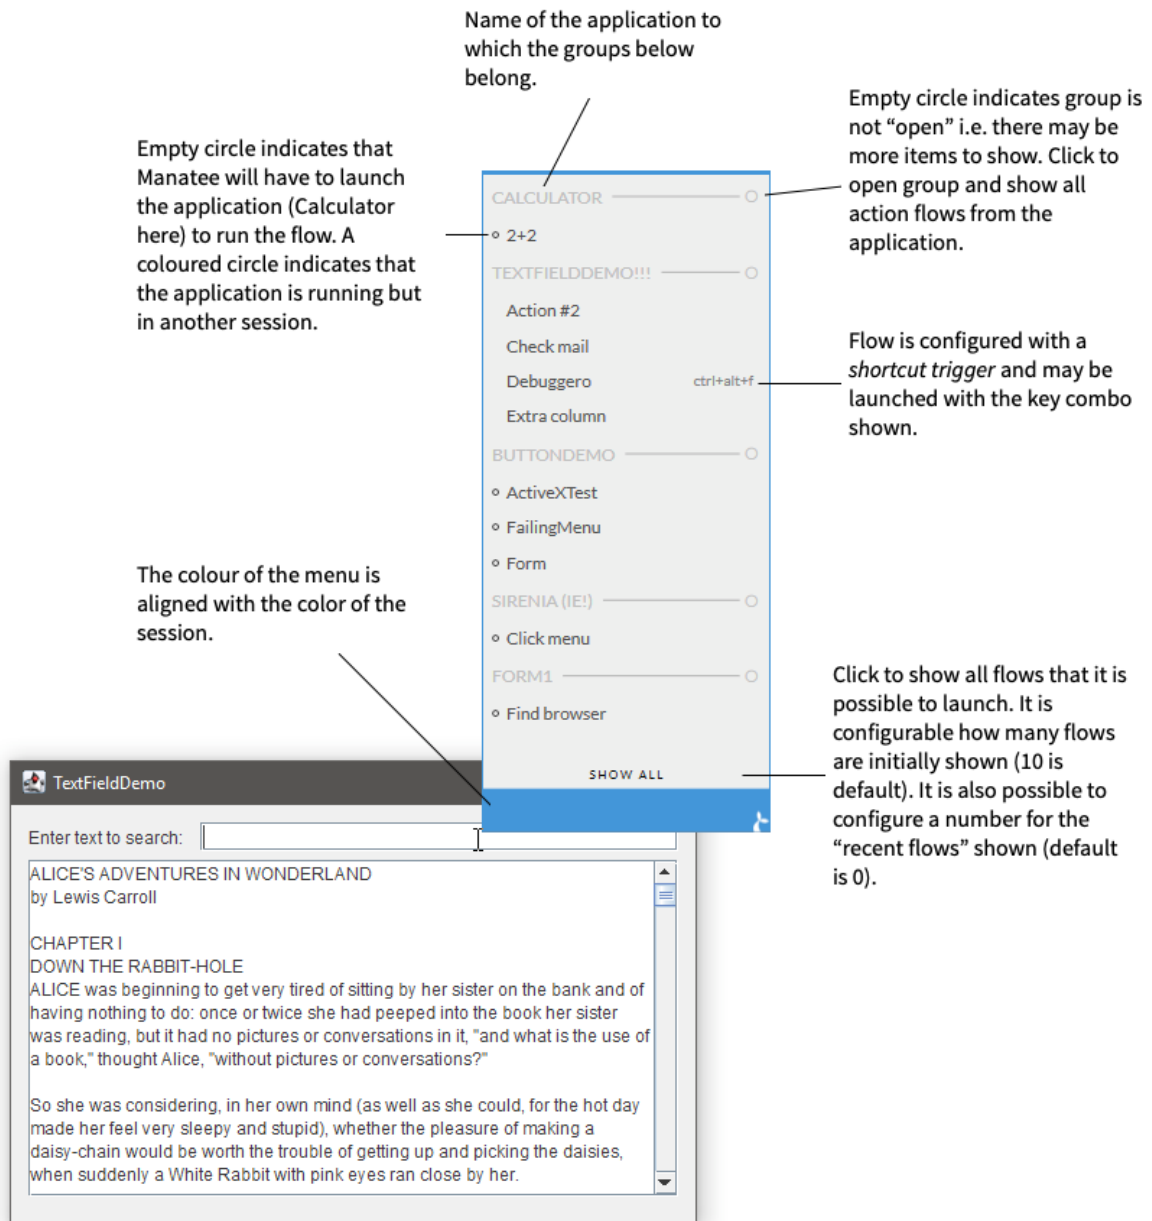 Name of the application to
which the groups below
belong.
Empty circle indicates group is
not “open” i.e. there may be
more items to show. Click to
open group and show all
action flows from the
application.
Empty circle indicates that
Manatee will have to launch
the application (Calculator
here) to run the flow. A
coloured circle indicates that
the application is running but
in another session.
CALCULATOR
2+2
TEXTFIELDDEMO!!!
Action #2
Check mail
Debuggero ctrl+alt+f
Extra column
BUTTONDEMO
ActiveXTest
FailingMenu
Form
SIRENIA (IE!)
Click menu
FORM1
Find browser
SHOW ALL
Flow is configured with a
shortcut trigger and may be
launched with the key combo
shown.
The colour of the menu is
aligned with the color of the
session.
Click to show all flows that it is
possible to launch. It is
configurable how many flows
are initially shown (10 is
default). It is also possible to
configure a number for the
“recent flows” shown (default
is 0).
TextFieldDemo
Enter text to search:
ALICE'S ADVENTURES IN WONDERLAND
by Lewis Carroll
CHAPTER I
DOWN THE RABBIT-HOLE
ALICE was beginning to get very tired of sitting by her sister on the bank and of
having nothing to do: once or twice she had peeped into the book her sister
was reading, but it had no pictures or conversations in it, "and what is the use of
a book," thought Alice, "without pictures or conversations?"
So she was considering, in her own mind (as well as she could, for the hot day
made her feel very sleepy and stupid), whether the pleasure of making a
daisy-chain would be worth the trouble of getting up and picking the daisies,
when suddenly a White Rabbit with pink eyes ran close by her.